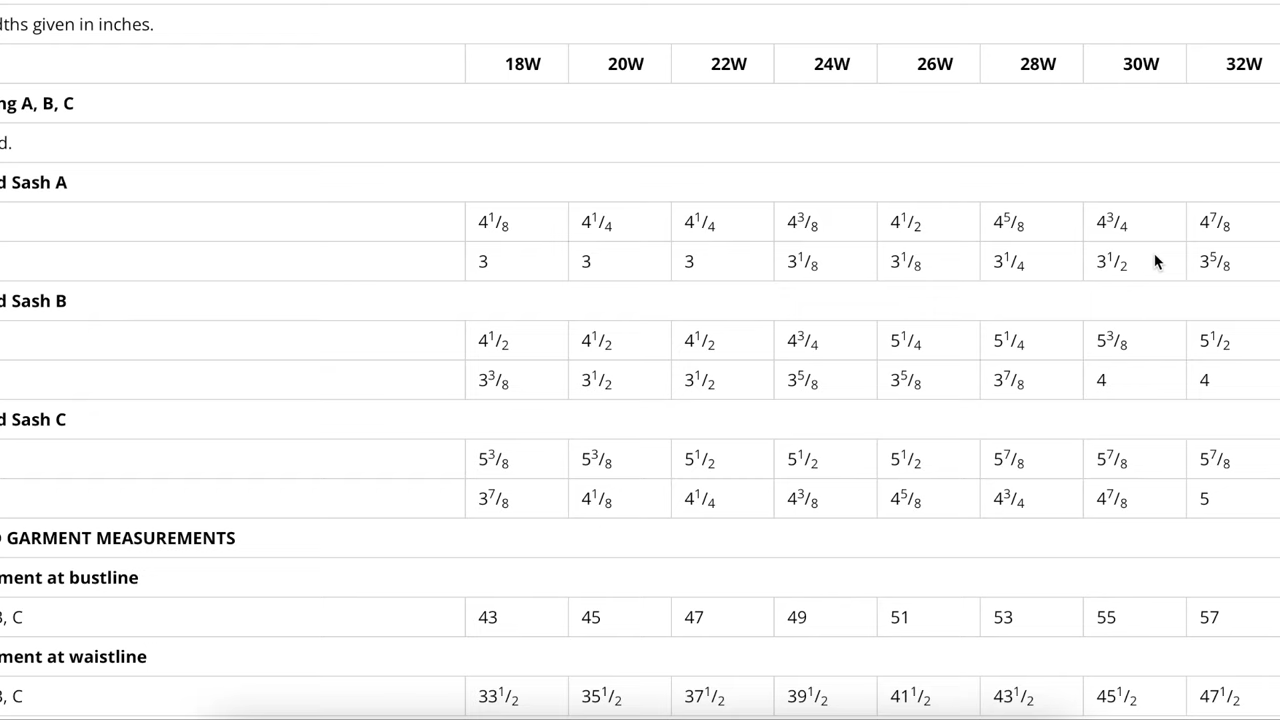 dths given in inches.
18W 20W 22W 24W 26W 28W 30W 32W
ng A, B, C
d.
d Sash A
4 1/8 4 1/4 4 1/4 4 3/8 4 1/2 4 5/8 4 3/4 4 7/8
3 3 3 3 1/8 3 1/8 3 1/4 3 1/2 3 5/8
d Sash B
4 1/2 4 1/2 4 1/2 4 3/4 5 1/4 5 1/4 5 3/8 5 1/2
3 3/8 3 1/2 3 1/2 3 5/8 3 5/8 3 7/8 4 4
d Sash C
5 3/8 5 3/8 5 1/2 5 1/2 5 1/2 5 7/8 5 7/8 5 7/8
3 7/8 4 1/8 4 1/4 4 3/8 4 5/8 4 3/4 4 7/8 5
GARMENT MEASUREMENTS
ment at bustline
B, C 43 45 47 49 51 53 55 57
ment at waistline
B, C 33 1/2 35 1/2 37 1/2 39 1/2 41 1/2 43 1/2 45 1/2 47 1/2